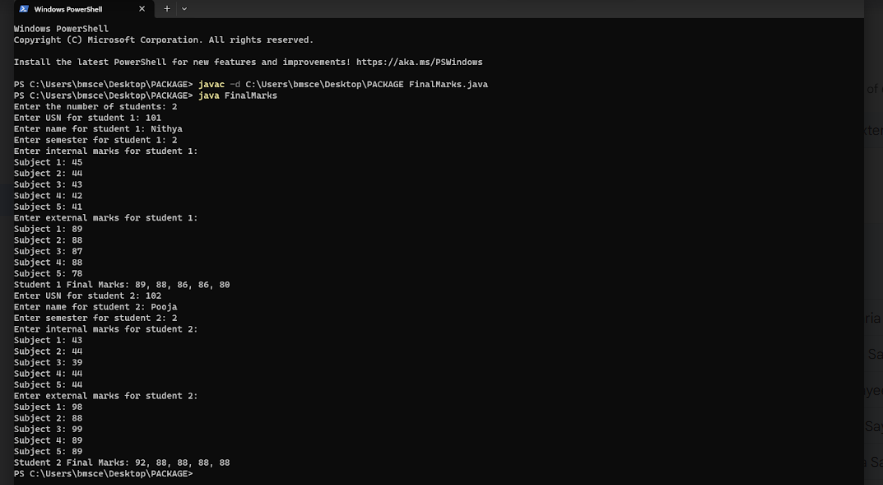 Windows PowerShell
Windows PowerShell
Copyright (C) Microsoft Corporation. All rights reserved.
Install the latest PowerShell for new features and improvements! https://aka.ms/PSWindows
PS C:\Users\bmsce\Desktop\PACKAGE> javac -d C:\Users\bmsce\Desktop\PACKAGE FinalMarks.java
PS C:\Users\bmsce\Desktop\PACKAGE> java FinalMarks
Enter the number of students: 2
Enter USN for student 1: 101
Enter name for student 1: Nithya
Enter semester for student 1: 2
Enter internal marks for student 1:
Subject 1: 45
Subject 2: 44
Subject 3: 43
Subject 4: 42
Subject 5: 41
Enter external marks for student 1:
Subject 1: 89
Subject 2: 88
Subject 3: 87
Subject 4: 88
Subject 5: 78
Student 1 Final Marks: 89, 88, 86, 86, 80
Enter USN for student 2: 102
Enter name for student 2: Pooja
Enter semester for student 2: 2
Enter internal marks for student 2:
Subject 1: 43
Subject 2: 44
Subject 3: 39
Subject 4: 44
Subject 5: 44
Enter external marks for student 2:
Subject 1: 98
Subject 2: 88
Subject 3: 99
Subject 4: 89
Subject 5: 89
Student 2 Final Marks: 92, 88, 88, 88, 88
PS C:\Users\bmsce\Desktop\PACKAGE>